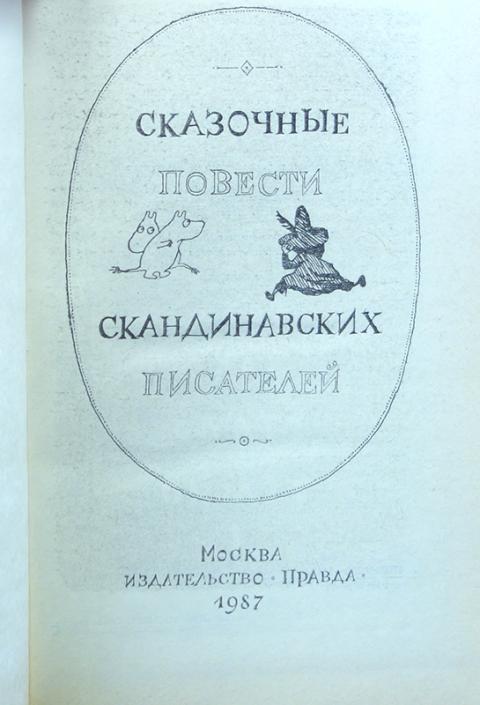 СКАЗОЧНЫЕ
ПОВЕСТИ
СКАНДИНАВСКИХ
ПИСАТЕЛЕЙ
МОСКВА
ИЗДАТЕЛЬСТВО · ПРАВДА ·
1987